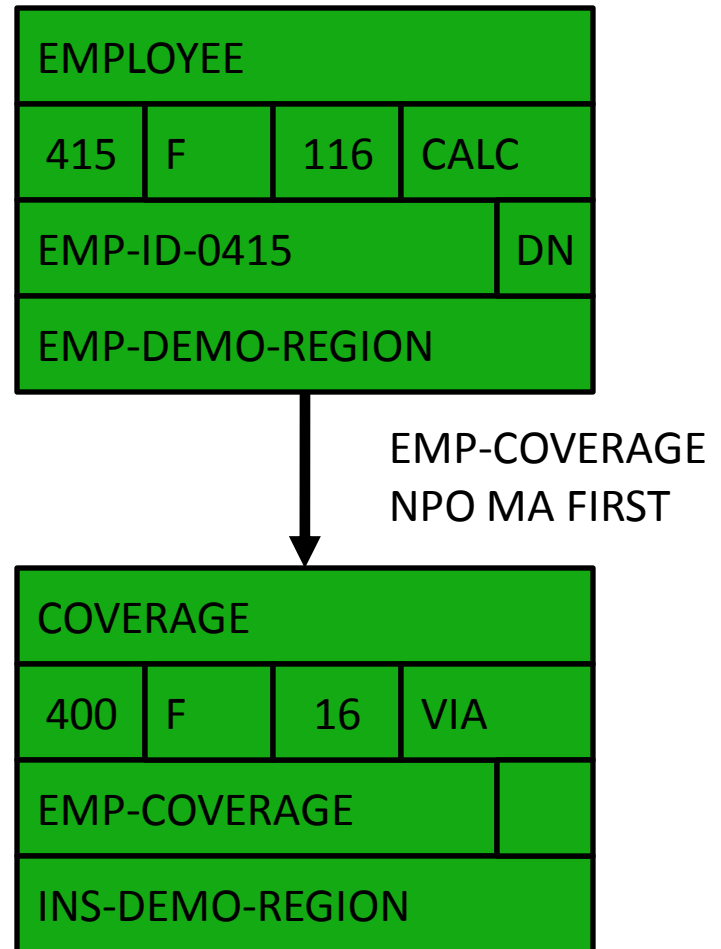 EMPLOYEE
415 F 116 CALC
EMP-ID-0415 DN
EMP-DEMO-REGION
EMP-COVERAGE
NPO MA FIRST
COVERAGE
400 F 16 VIA
EMP-COVERAGE
INS-DEMO-REGION